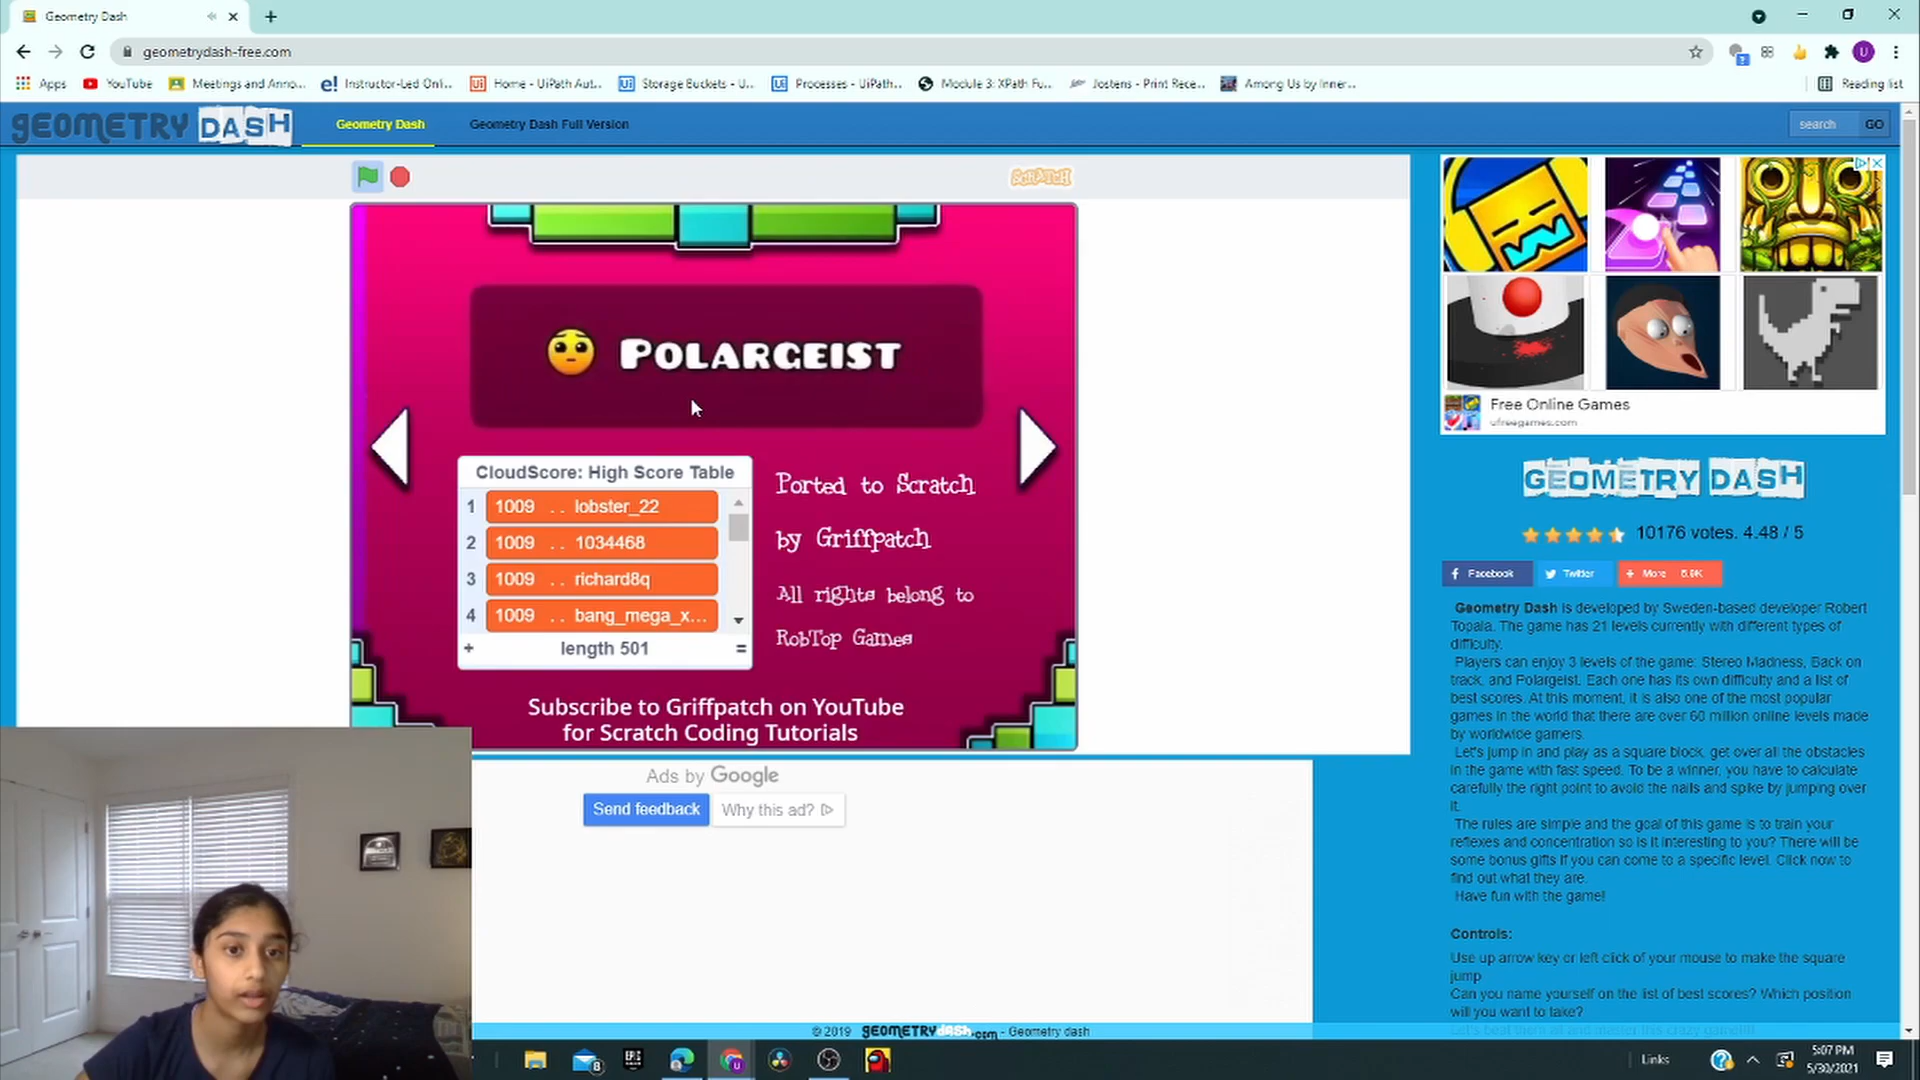 Geometry Dash
geometrydash-free.com
Apps
YouTube
Meetings and Anno...
Instructor-Led Onli...
Home - UiPath Aut...
Storage Buckets - U...
Processes - UiPath...
Module 3: XPath Fu...
Jostens - Print Rece...
Among Us by Inner...
Reading list
GEOMETRY DASH
Geometry Dash
Geometry Dash Full Version
search
GO
SCRATCH
POLARGEIST
CloudScore: High Score Table
1 1009 .. lobster_22
2 1009 .. 1034468
3 1009 .. richard8q
4 1009 .. bang_mega_x...
+ length 501 =
Ported to Scratch
by Griffpatch
All rights belong to
RobTop Games
Subscribe to Griffpatch on YouTube
for Scratch Coding Tutorials
Ads by Google
Send feedback
Why this ad?
Free Online Games
ufreegames.com
GEOMETRY DASH
10176 votes. 4.48 / 5
Facebook
Twitter
More
Geometry Dash is developed by Sweden-based developer Robert
Topala. The game has 21 levels currently with different types of
difficulty.
Players can enjoy 3 levels of the game: Stereo Madness, Back on
track, and Polargeist. Each one has its own difficulty and a list of
best scores. At this moment, it is also one of the most popular
games in the world that there are over 60 million online levels made
by worldwide gamers.
Let's jump in and play as a square block, get over all the obstacles
in the game with fast speed. To be a winner, you have to calculate
carefully the right point to avoid the nails and spike by jumping over
it.
The rules are simple and the goal of this game is to train your
reflexes and concentration so is it interesting to you? There will be
some bonus gifts if you can come to a specific level. Click now to
find out what they are.
Have fun with the game!
Controls:
Use up arrow key or left click of your mouse to make the square
jump
Can you name yourself on the list of best scores? Which position
will you want to take?
© 2019 GEOMETRYDASH.com - Geometry dash
EPIC
Links
5:07 PM
5/30/2021